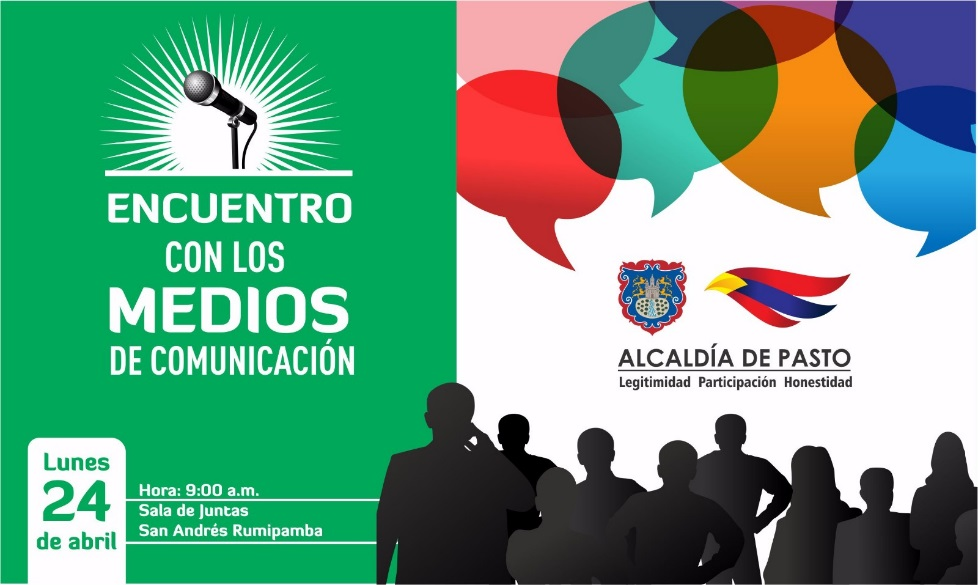 ENCUENTRO
CON LOS
MEDIOS
DE COMUNICACIÓN
Lunes
24
de abril
Hora: 9:00 a.m.
Sala de Juntas
San Andrés Rumipamba
ALCALDÍA DE PASTO
Legitimidad Participación Honestidad